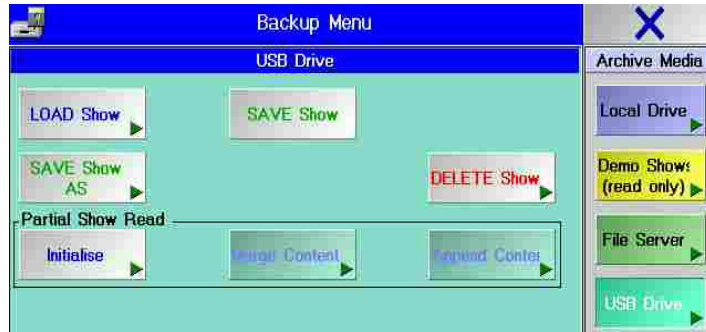 Backup Menu
USB Drive
Archive Media
LOAD Show
SAVE Show
Local Drive
SAVE Show
AS
DELETE Show
Demo Shows
(read only)
Partial Show Read
Initialise
Merge Content
Append Conter
File Server
USB Drive